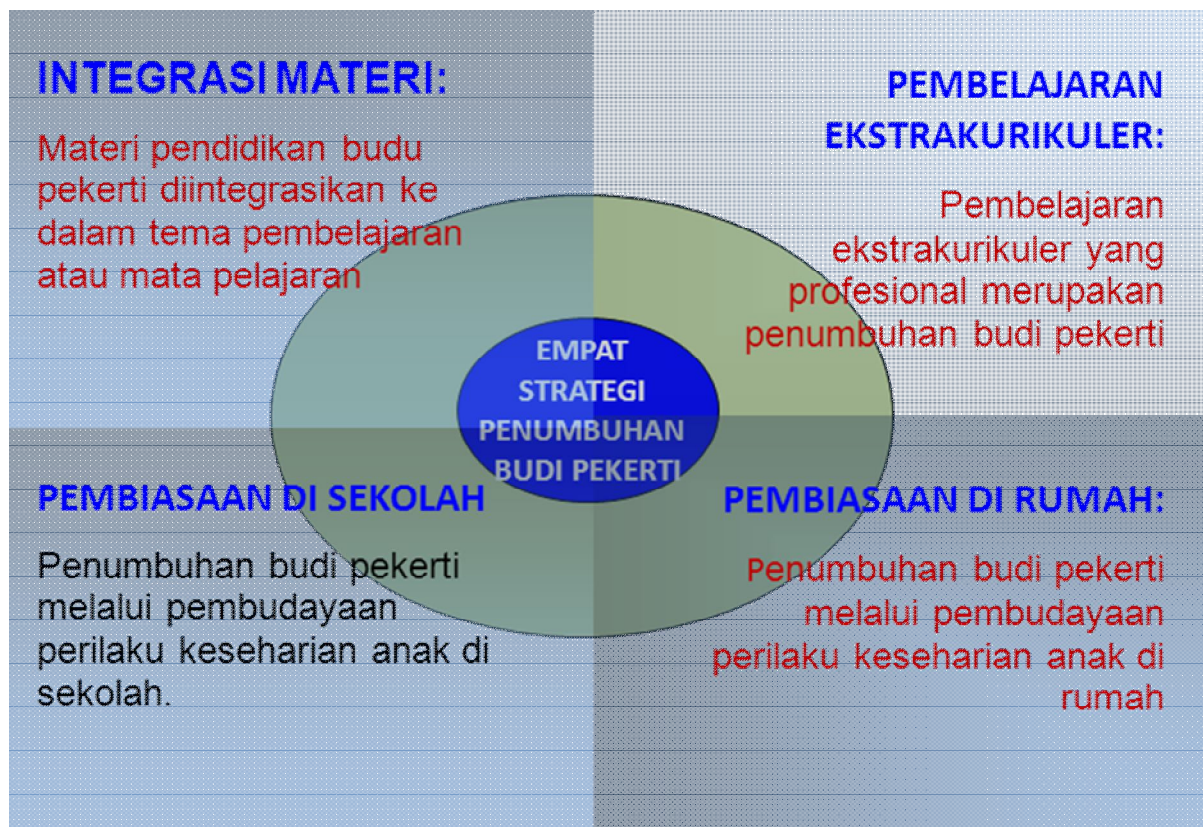 INTEGRASI MATERI:
Materi pendidikan budu
pekerti diintegrasikan ke
dalam tema pembelajaran
atau mata pelajaran
PEMBELAJARAN
EKSTRAKURIKULER:
Pembelajaran
ekstrakurikuler yang
profesional merupakan
penumbuhan budi pekerti
EMPAT
STRATEGI
PENUMBUHAN
BUDI PEKERTI
PEMBIASAAN DI SEKOLAH
Penumbuhan budi pekerti
melalui pembudayaan
perilaku keseharian anak di
sekolah.
PEMBIASAAN DI RUMAH:
Penumbuhan budi pekerti
melalui pembudayaan
perilaku keseharian anak di
rumah